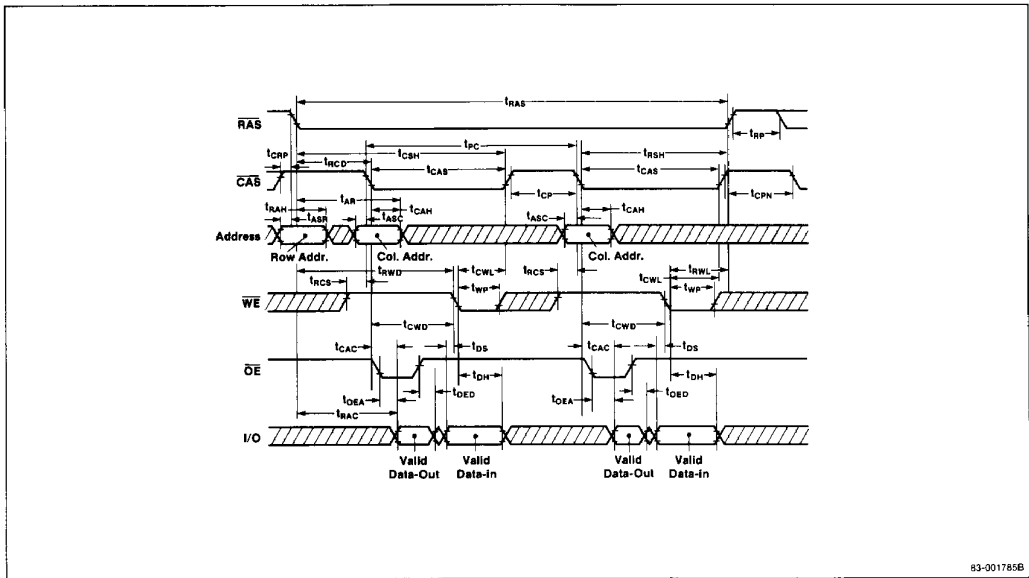 tRAS
RAS
tRP
tPC
tCSH
tRSH
tCRP
tRCD
tCAS
tCAS
CAS
tCP
tCPN
tAR
tRAH
tASR
tASC
tCAH
tASC
tCAH
Address
Row Addr.
Col. Addr.
Col. Addr.
tRWD
tCWL
tRCS
tRWL
tRCS
tWP
tCWL
tWP
WE
tCWD
tCWD
tCAC
tDS
tCAC
tDS
OE
tDH
tDH
tOEA
tOED
tOEA
tOED
tRAC
I/O
Valid Data-Out
Valid Data-in
Valid Data-Out
Valid Data-in
83-001785B